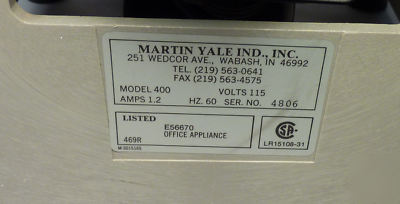 MARTIN YALE IND., INC.
251 WEDCOR AVE., WABASH, IN 46992
TEL. (219) 563-0641
FAX (219) 563-4575
MODEL 400 VOLTS 115
AMPS 1.2 HZ. 60 SER. NO. 4806
LISTED
E56670
469R OFFICE APPLIANCE
LR15108-31